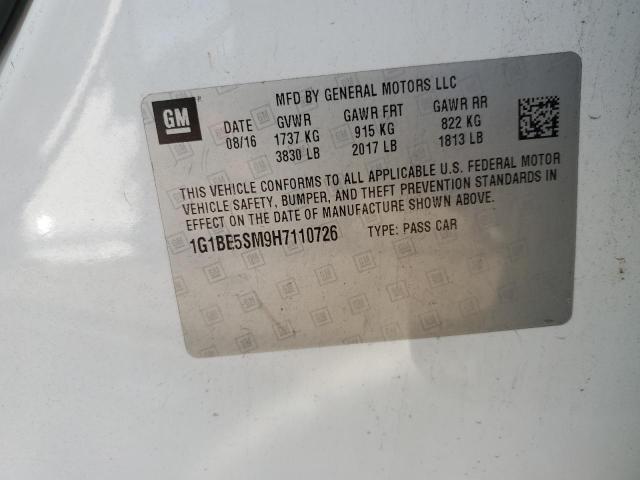 GM
MFD BY GENERAL MOTORS LLC
DATE GVWR GAWR FRT GAWR RR
08/16 1737 KG 915 KG 822 KG
3830 LB 2017 LB 1813 LB
THIS VEHICLE CONFORMS TO ALL APPLICABLE U.S. FEDERAL MOTOR
VEHICLE SAFETY, BUMPER, AND THEFT PREVENTION STANDARDS IN
EFFECT ON THE DATE OF MANUFACTURE SHOWN ABOVE.
1G1BE5SM9H7110726 TYPE: PASS CAR